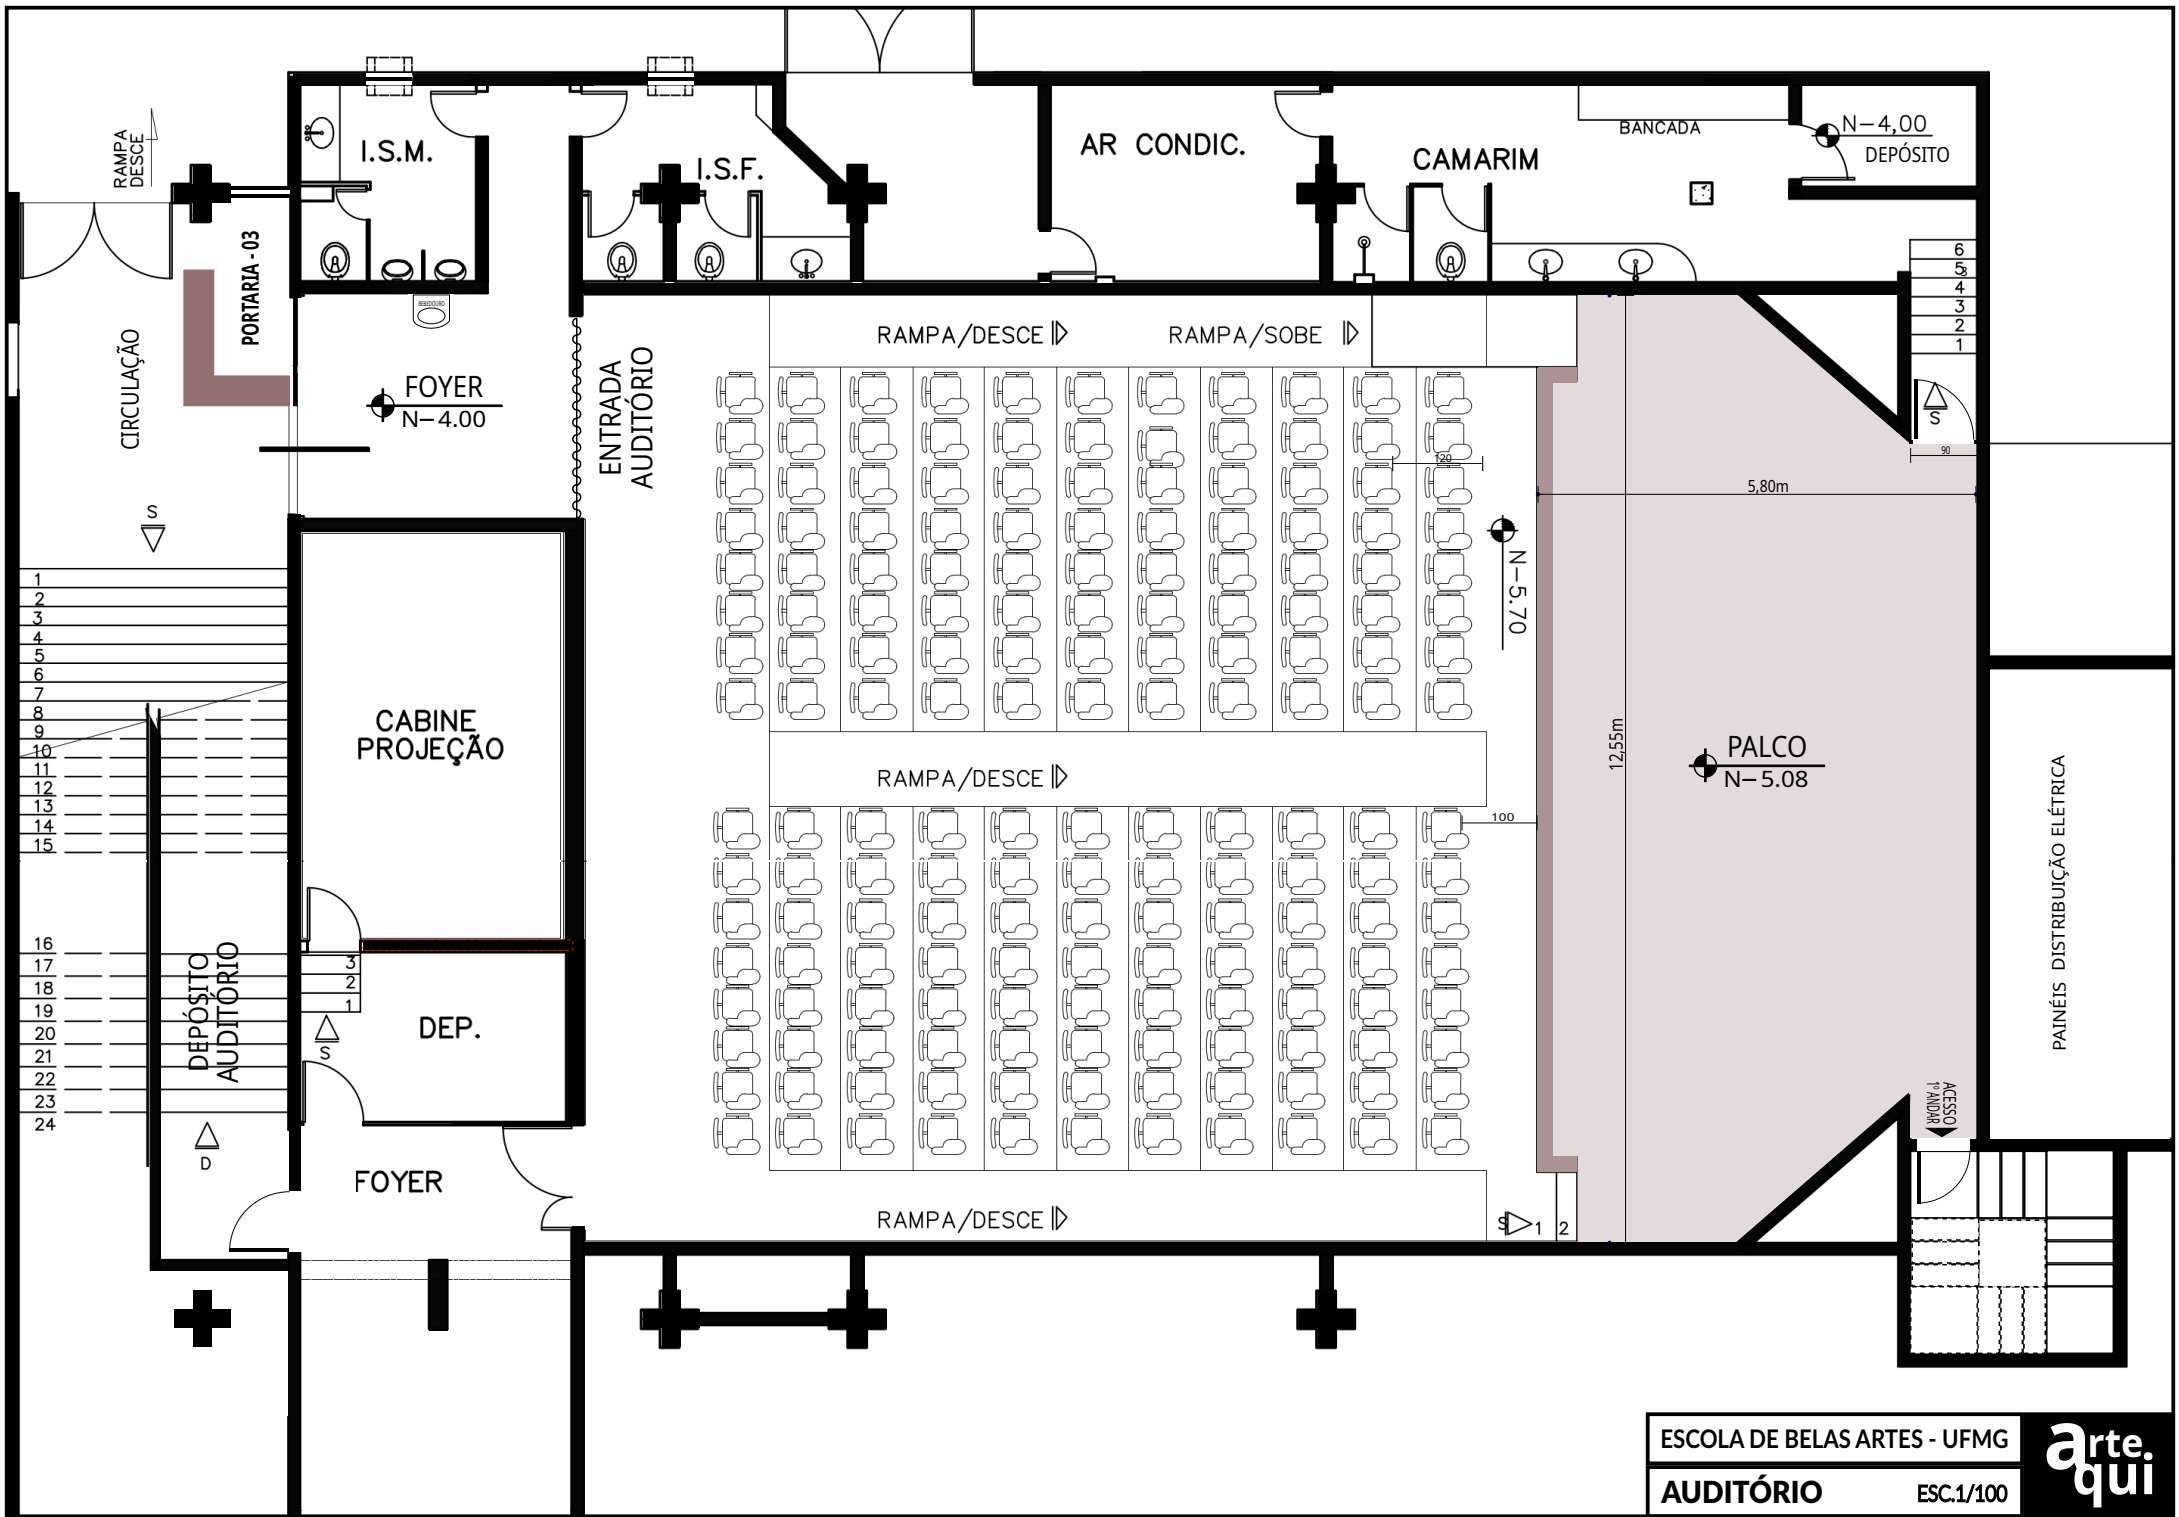 RAMPA
DESCE
I.S.M.
I.S.F.
AR CONDIC.
CAMARIM
BANCADA
N-4,00
DEPÓSITO
PORTARIA - 03
CIRCULAÇÃO
BEBEDOURO
FOYER
N-4.00
ENTRADA
AUDITÓRIO
RAMPA/DESCE
RAMPA/SOBE
6
5
4
3
2
1
S
90
120
5,80m
N-5.70
S
1
2
3
4
5
6
7
8
9
10
11
12
13
14
15
16
17
18
19
20
21
22
23
24
CABINE
PROJEÇÃO
RAMPA/DESCE
100
12,55m
PALCO
N-5.08
PAINÉIS DISTRIBUIÇÃO ELÉTRICA
DEPÓSITO
AUDITÓRIO
D
3
2
1
S
DEP.
FOYER
RAMPA/DESCE
S
1
2
ACESSO
1º ANDAR
ESCOLA DE BELAS ARTES - UFMG
AUDITÓRIO ESC.1/100
arte
aqui